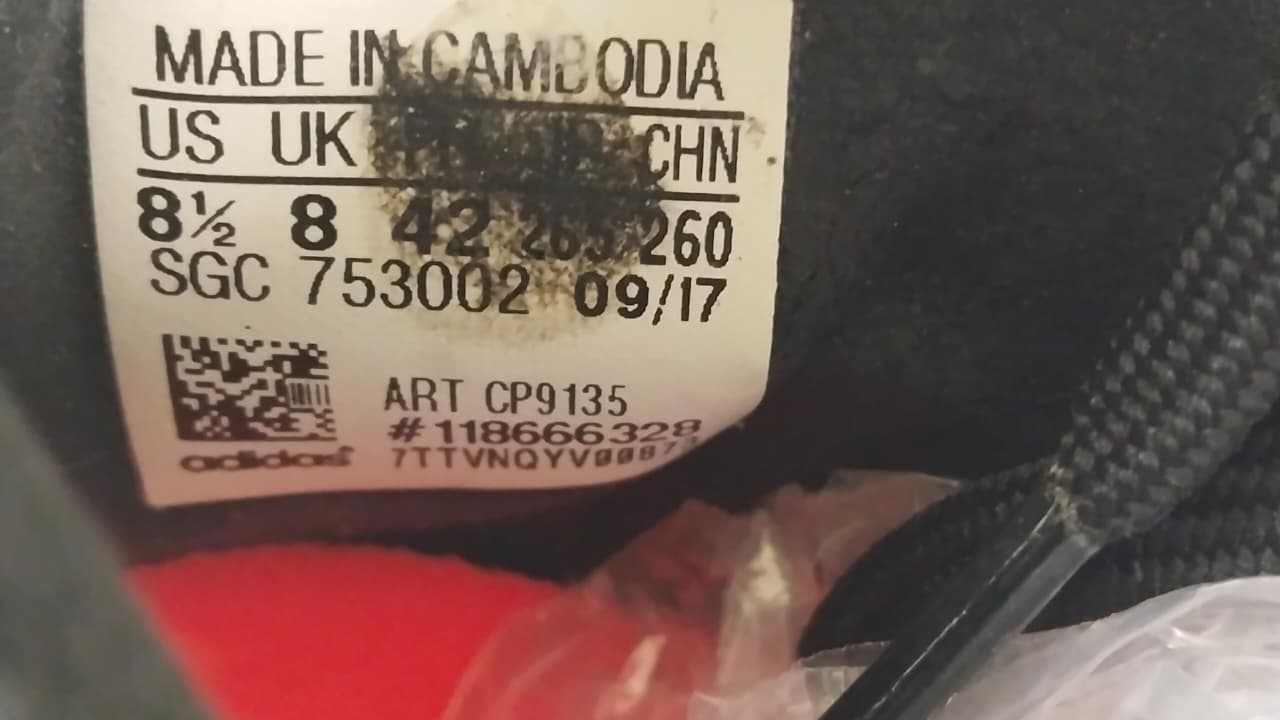 MADE IN CAMBODIA
US UK CHN
8½ 8 42 265 260
SGC 753002 09/17
ART CP9135
#118666328
adidas